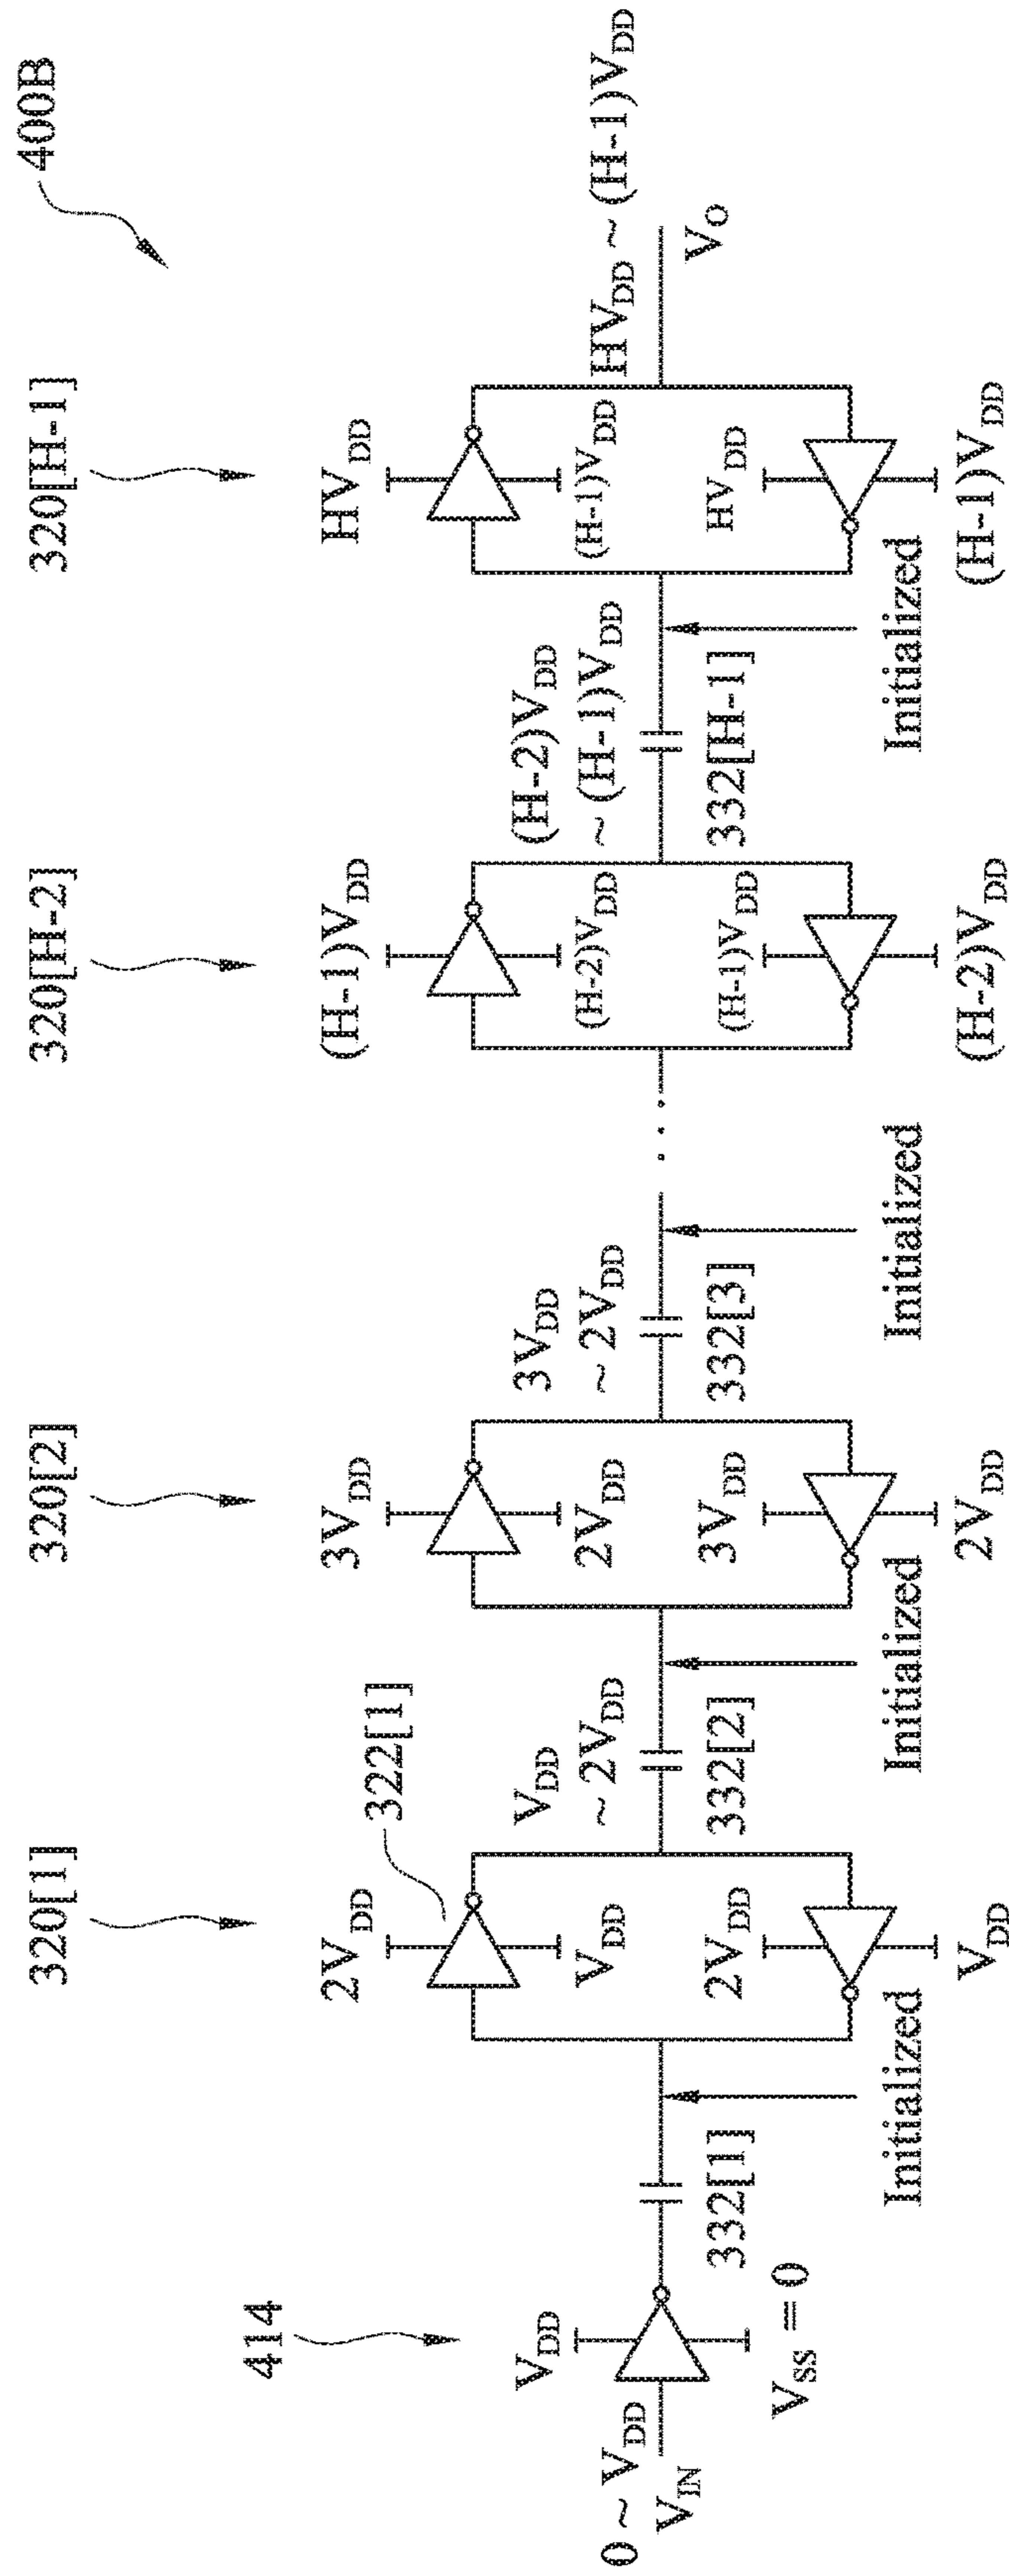 400B
320[1]
320[2]
320[H-2]
320[H-1]
414
V_DD
0 ~ V_DD
V_IN
V_SS = 0
332[1]
Initialized
2V_DD
322[1]
V_DD
2V_DD
V_DD
V_DD
~ 2V_DD
332[2]
Initialized
3V_DD
2V_DD
3V_DD
2V_DD
3V_DD
~ 2V_DD
332[3]
Initialized
. . .
(H-1)V_DD
(H-2)V_DD
(H-1)V_DD
(H-2)V_DD
(H-2)V_DD
~ (H-1)V_DD
332[H-1]
Initialized
HV_DD
(H-1)V_DD
HV_DD
(H-1)V_DD
HV_DD ~ (H-1)V_DD
V_O